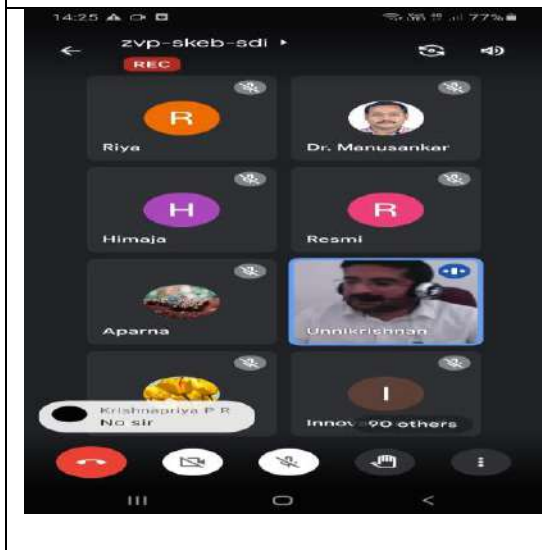 14:25 77%
zvp-skeb-sdi
REC
R
Riya
Dr. Manusankar
H
Himaja
R
Resmi
Aparna
Unnikrishnan
Krishnapriya P R
No sir
I
Innov 90 others